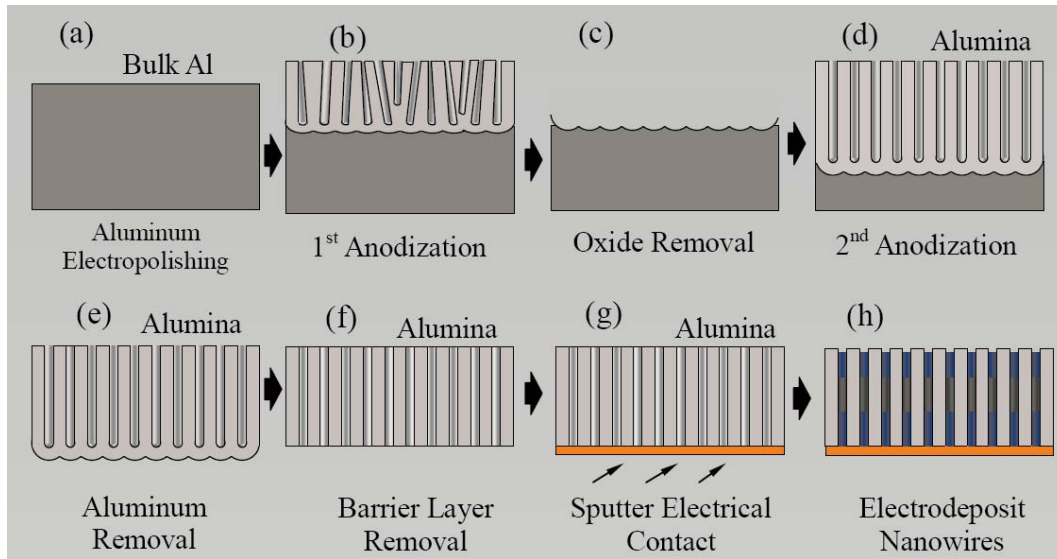 (a)
Bulk Al
Aluminum
Electropolishing
(b)
1st Anodization
(c)
Oxide Removal
(d)
Alumina
2nd Anodization
(e)
Alumina
Aluminum
Removal
(f)
Alumina
Barrier Layer
Removal
(g)
Alumina
Sputter Electrical
Contact
(h)
Electrodeposit
Nanowires